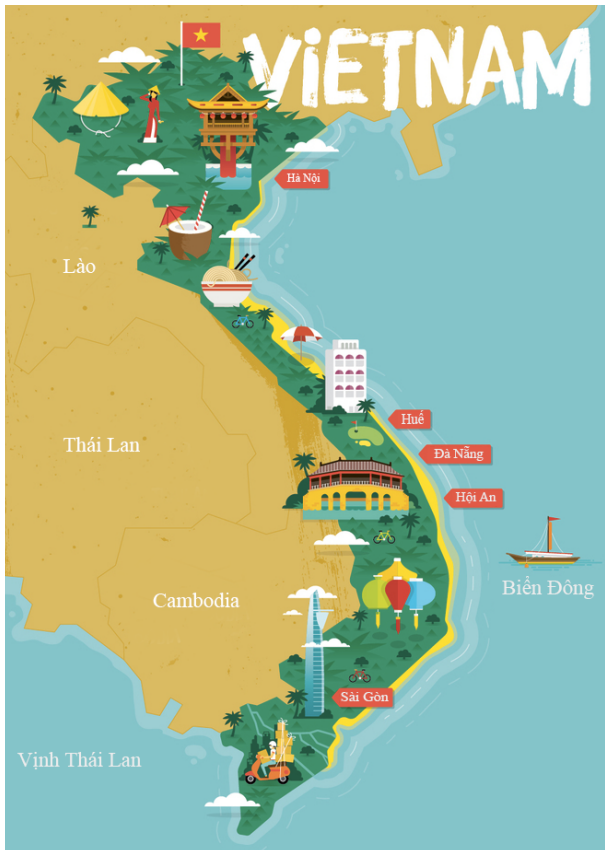 VIETNAM
Hà Nội
Lào
Huế
Thái Lan
Đà Nẵng
Hội An
Biển Đông
Cambodia
Sài Gòn
Vịnh Thái Lan